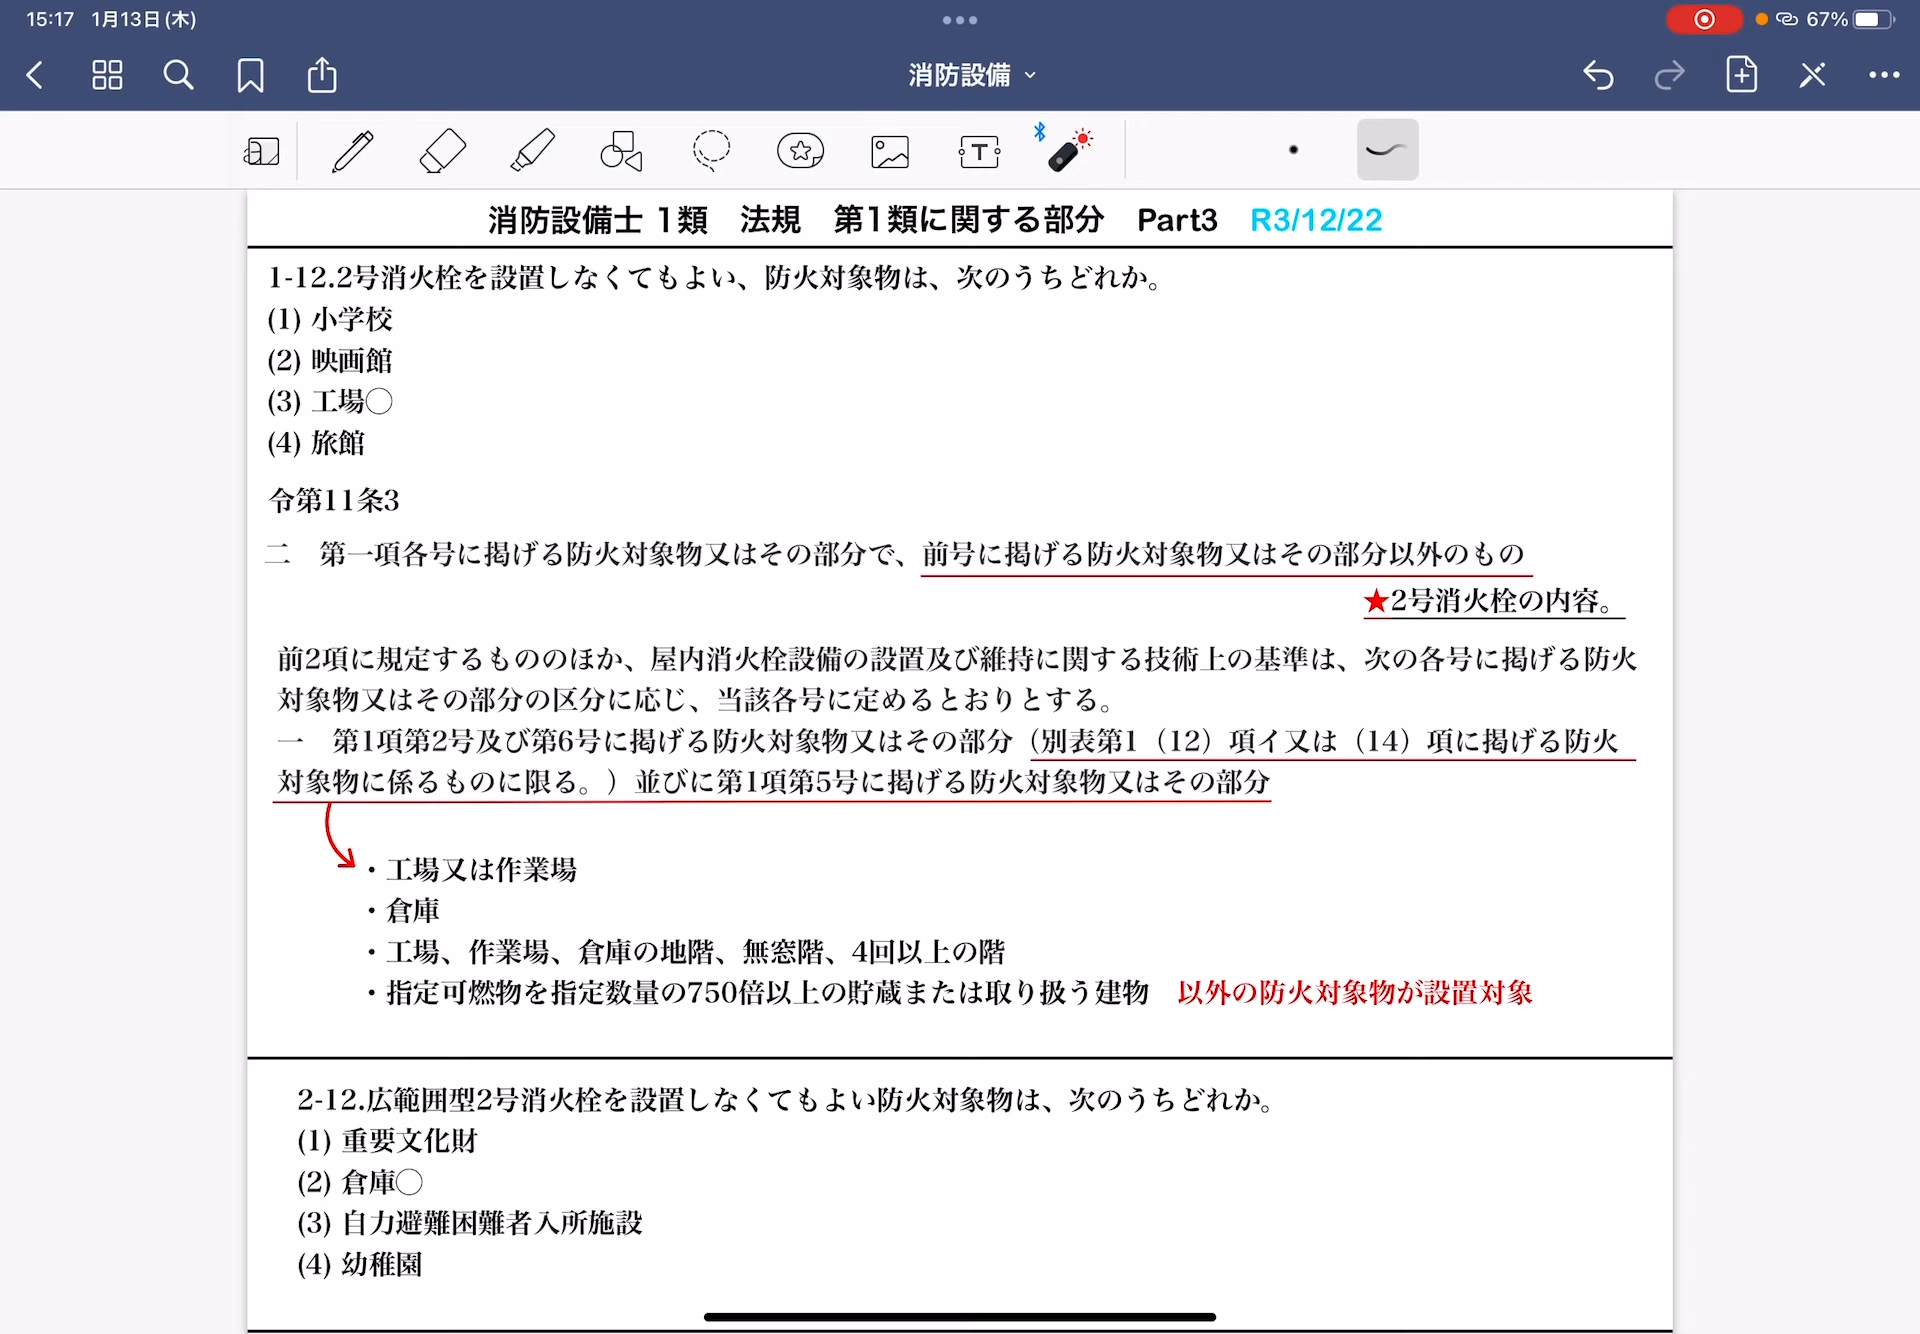 15:17 1月13日(木)
67%
消防設備
消防設備士 1類　法規　第1類に関する部分　Part3　R3/12/22
1-12.2号消火栓を設置しなくてもよい、防火対象物は、次のうちどれか。
(1) 小学校
(2) 映画館
(3) 工場◯
(4) 旅館
令第11条3
二　第一項各号に掲げる防火対象物又はその部分で、前号に掲げる防火対象物又はその部分以外のもの
★2号消火栓の内容。
前2項に規定するもののほか、屋内消火栓設備の設置及び維持に関する技術上の基準は、次の各号に掲げる防火
対象物又はその部分の区分に応じ、当該各号に定めるとおりとする。
一　第1項第2号及び第6号に掲げる防火対象物又はその部分（別表第1（12）項イ又は（14）項に掲げる防火
対象物に係るものに限る。）並びに第1項第5号に掲げる防火対象物又はその部分
・工場又は作業場
・倉庫
・工場、作業場、倉庫の地階、無窓階、4回以上の階
・指定可燃物を指定数量の750倍以上の貯蔵または取り扱う建物　以外の防火対象物が設置対象
2-12.広範囲型2号消火栓を設置しなくてもよい防火対象物は、次のうちどれか。
(1) 重要文化財
(2) 倉庫◯
(3) 自力避難困難者入所施設
(4) 幼稚園